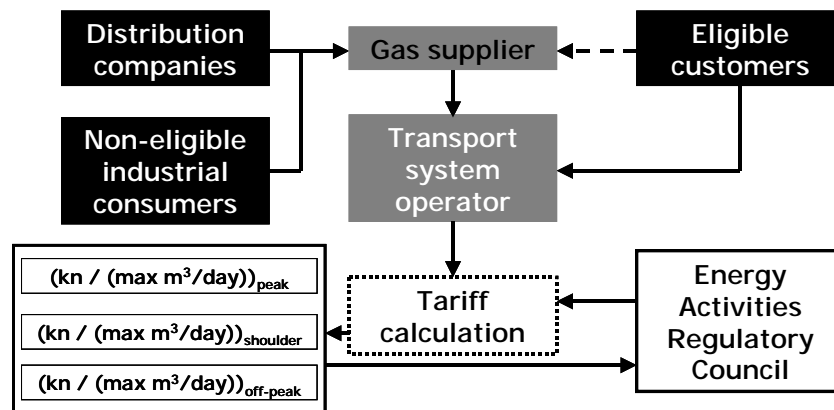 Distribution
companies
Gas supplier
Eligible
customers
Non-eligible
industrial
consumers
Transport
system
operator
(kn / (max m³/day))peak
(kn / (max m³/day))shoulder
(kn / (max m³/day))off-peak
Tariff
calculation
Energy
Activities
Regulatory
Council